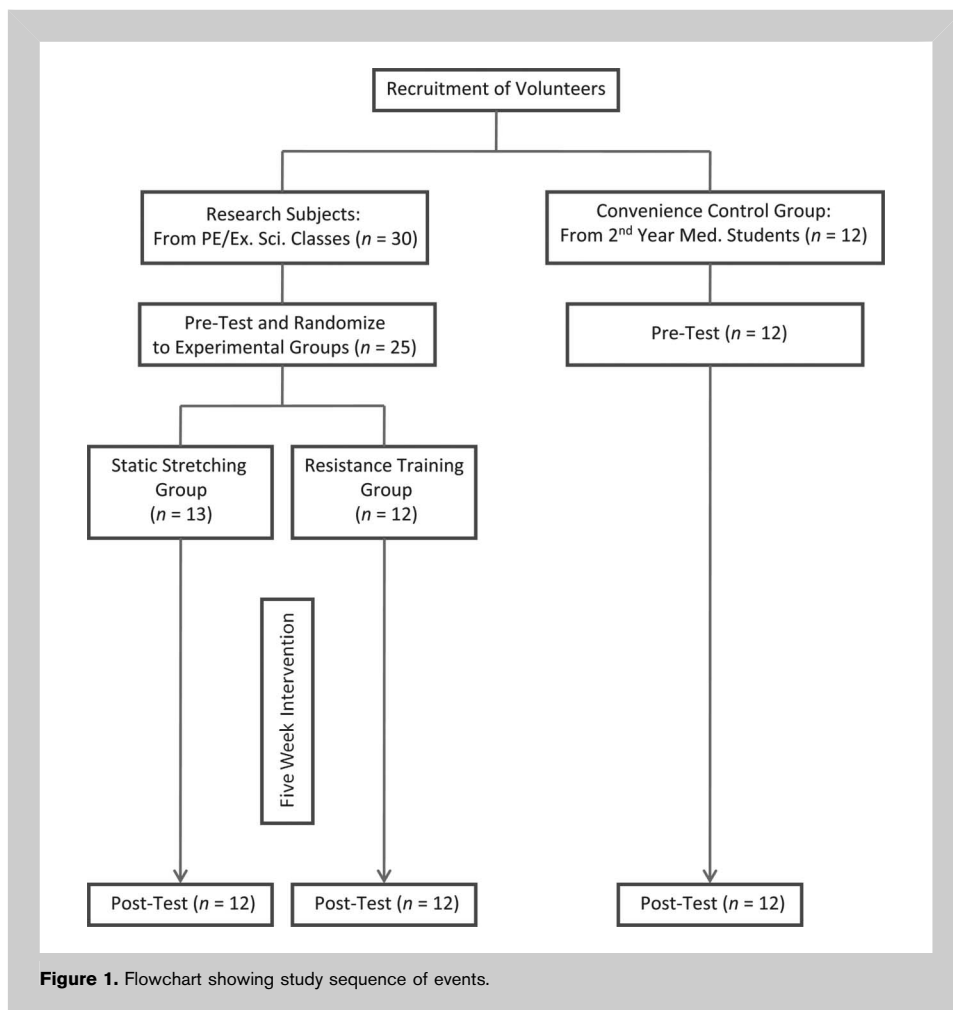 Recruitment of Volunteers
Research Subjects:
From PE/Ex. Sci. Classes (n = 30)
Convenience Control Group:
From 2nd Year Med. Students (n = 12)
Pre-Test and Randomize
to Experimental Groups (n = 25)
Pre-Test (n = 12)
Static Stretching
Group
(n = 13)
Resistance Training
Group
(n = 12)
Five Week Intervention
Post-Test (n = 12)
Post-Test (n = 12)
Post-Test (n = 12)
Figure 1. Flowchart showing study sequence of events.